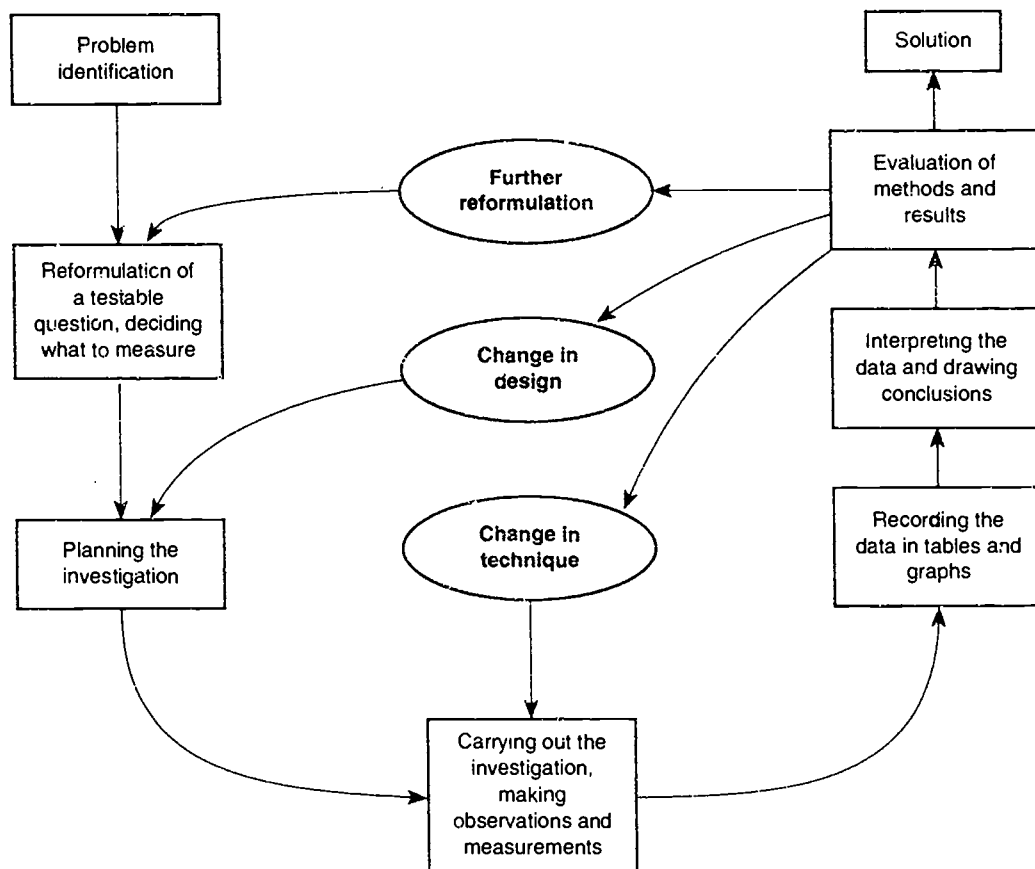 Problem
identification
Solution
Further
reformulation
Evaluation of
methods and
results
Reformulation of
a testable
question, deciding
what to measure
Change in
design
Interpreting the
data and drawing
conclusions
Planning the
investigation
Change in
technique
Recording the
data in tables and
graphs
Carrying out the
investigation,
making
observations and
measurements